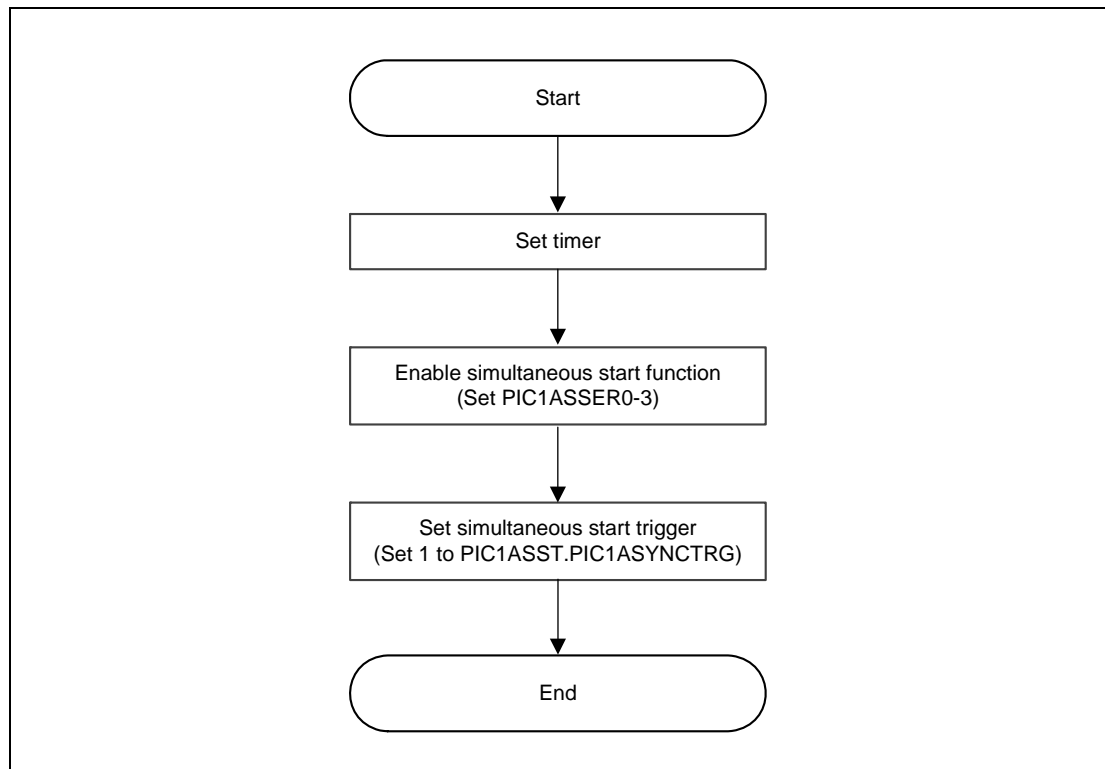 Start
Set timer
Enable simultaneous start function
(Set PIC1ASSER0-3)
Set simultaneous start trigger
(Set 1 to PIC1ASST.PIC1ASYNCTRG)
End